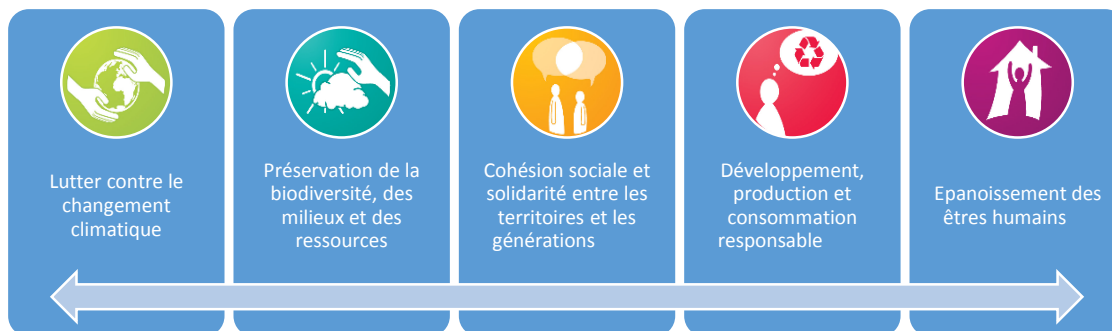 Lutter contre le
changement
climatique
Préservation de la
biodiversité, des
milieux et des
ressources
Cohésion sociale et
solidarité entre les
territoires et les
générations
Développement,
production et
consommation
responsable
Epanoissement des
êtres humains